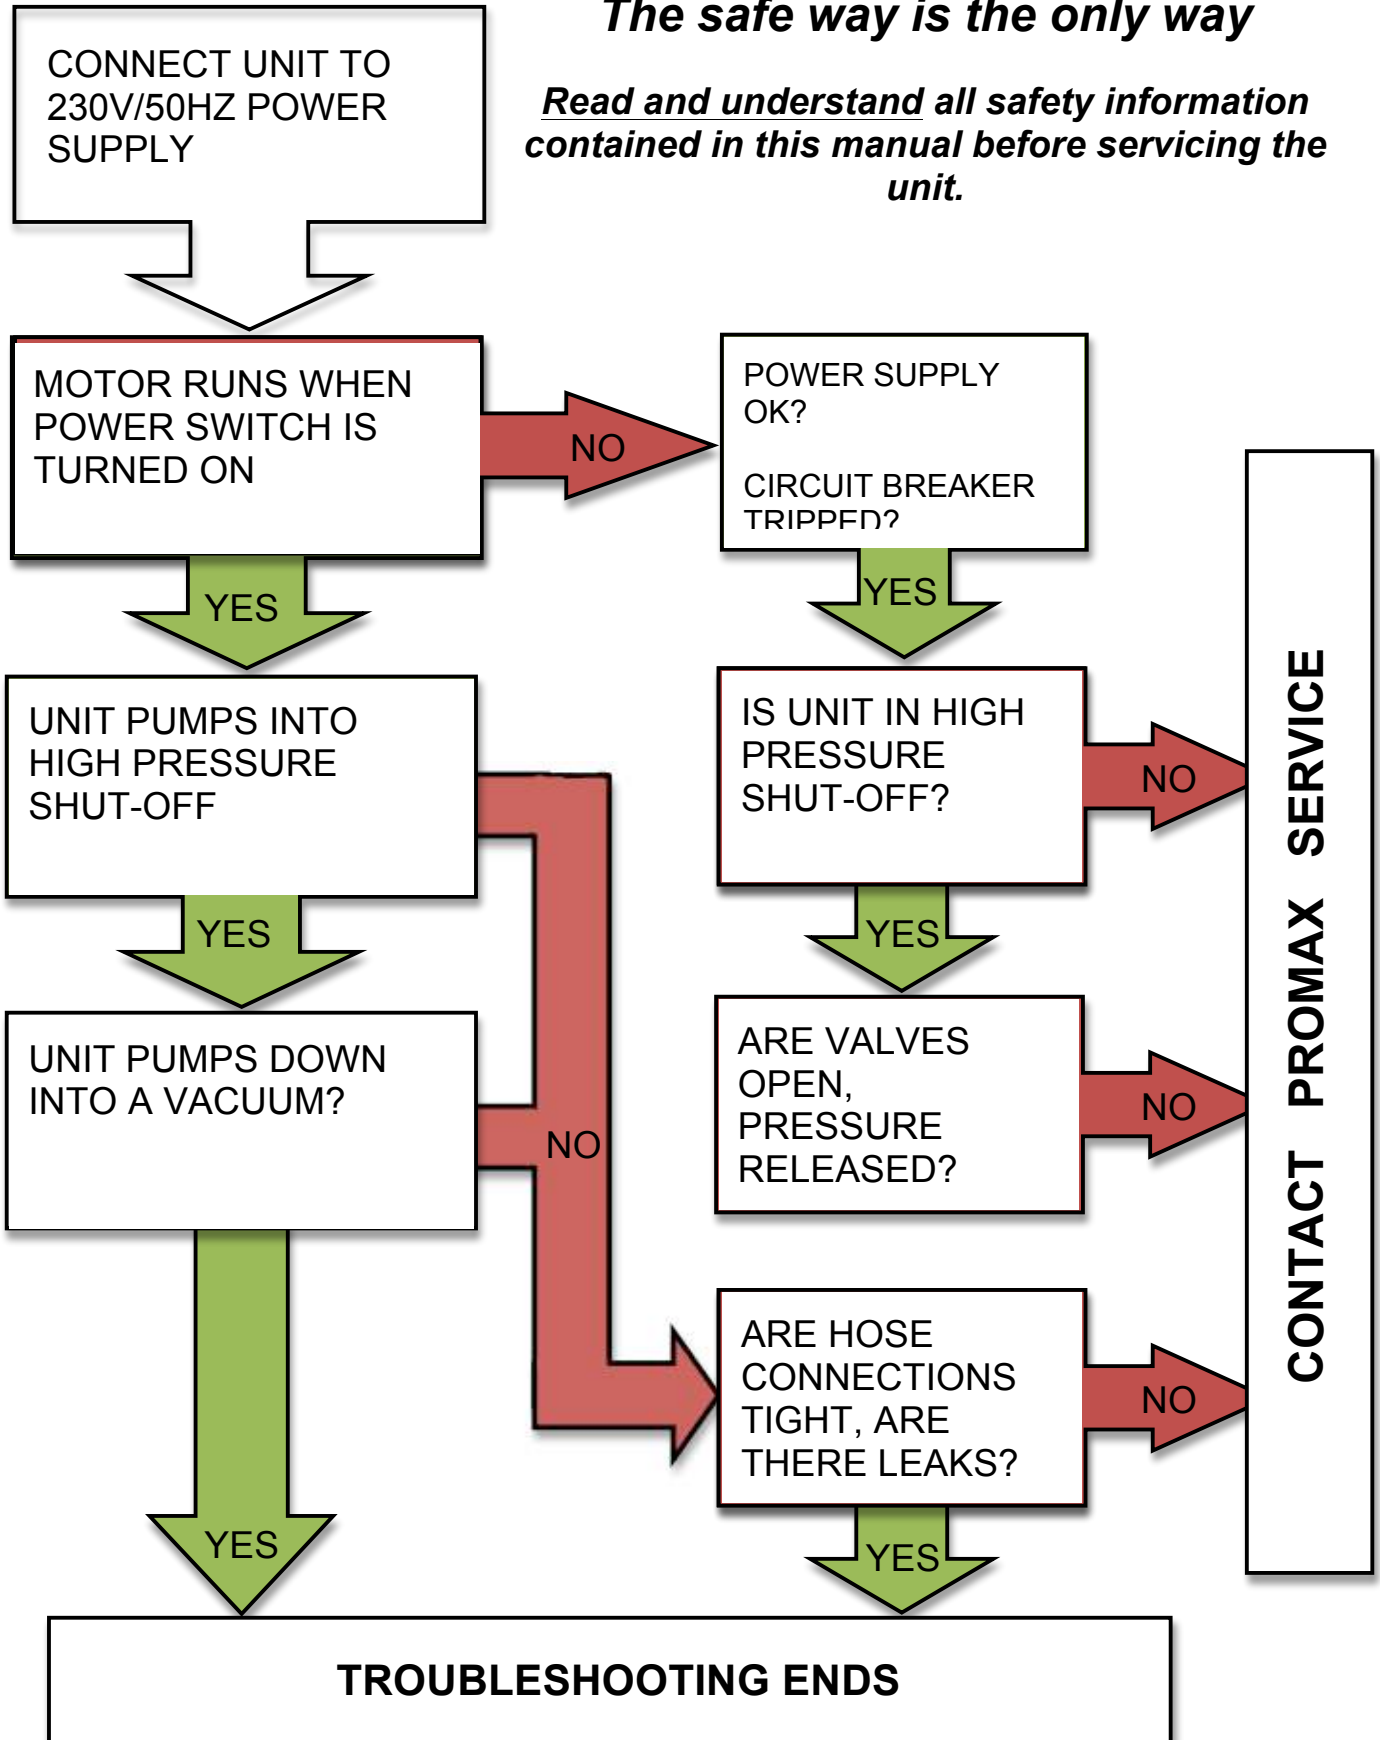 The safe way is the only way
Read and understand all safety information
contained in this manual before servicing the
unit.
CONNECT UNIT TO
230V/50HZ POWER
SUPPLY
MOTOR RUNS WHEN
POWER SWITCH IS
TURNED ON
NO
POWER SUPPLY
OK?
CIRCUIT BREAKER
TRIPPED?
YES
YES
UNIT PUMPS INTO
HIGH PRESSURE
SHUT-OFF
IS UNIT IN HIGH
PRESSURE
SHUT-OFF?
NO
YES
YES
UNIT PUMPS DOWN
INTO A VACUUM?
NO
ARE VALVES
OPEN,
PRESSURE
RELEASED?
NO
ARE HOSE
CONNECTIONS
TIGHT, ARE
THERE LEAKS?
NO
YES
YES
CONTACT PROMAX SERVICE
TROUBLESHOOTING ENDS